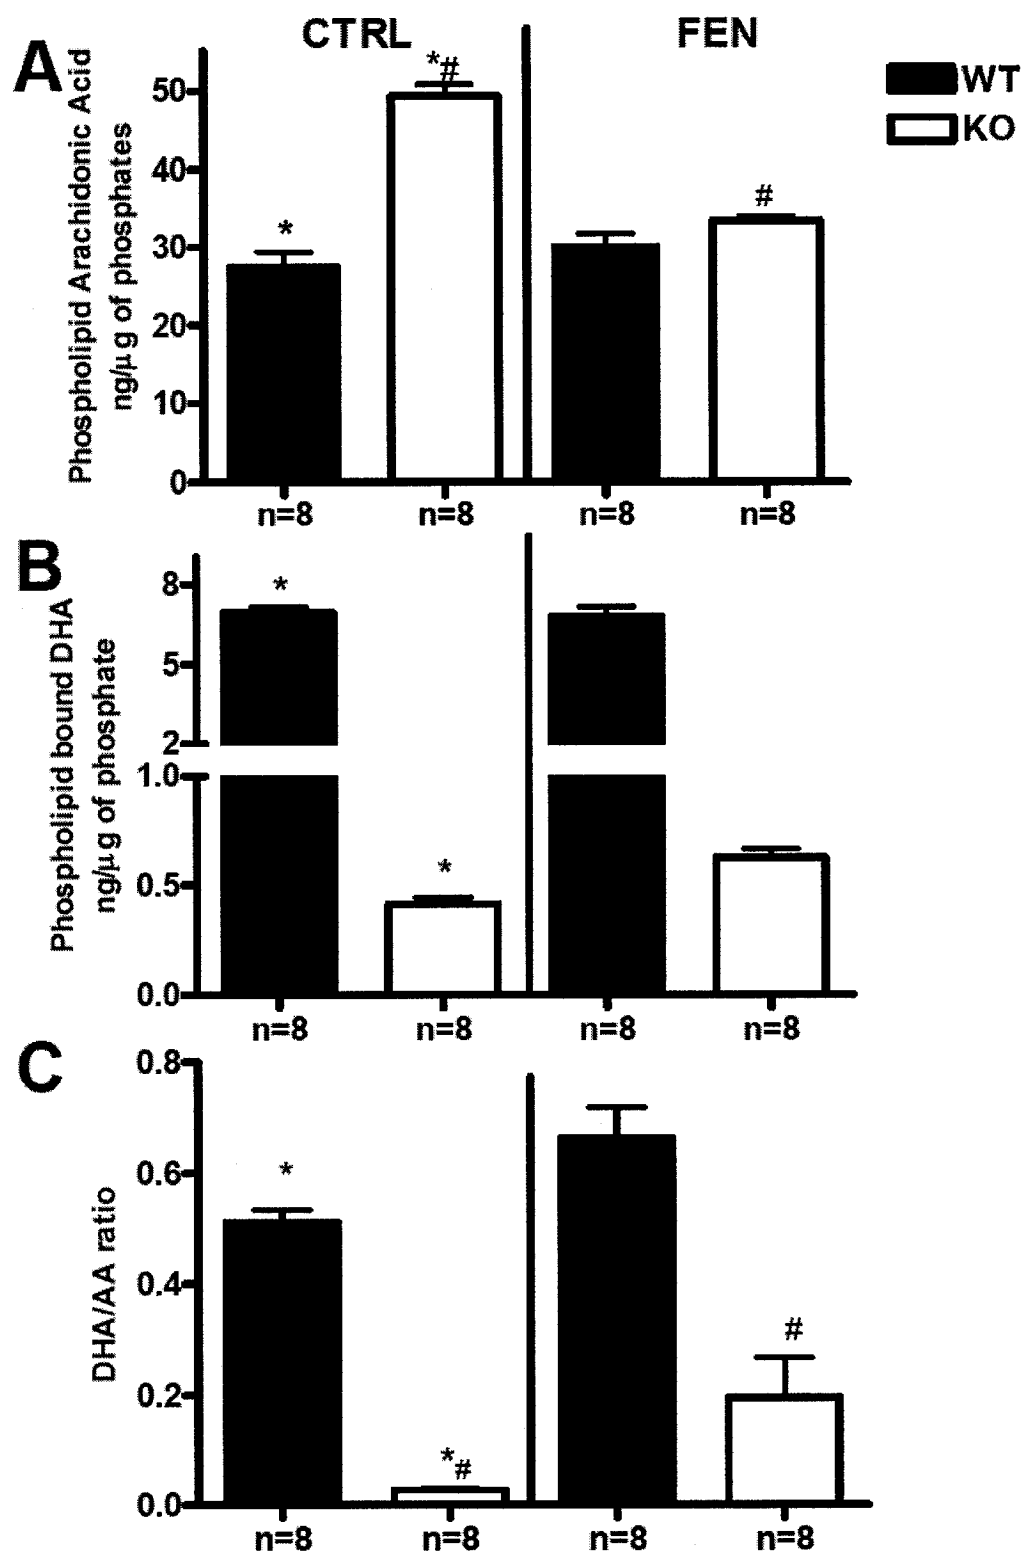 A
CTRL
FEN
WT
KO
Phospholipid Arachidonic Acid
ng/µg of phosphates
50
40
30
20
10
0
*
*#
#
n=8
n=8
n=8
n=8
B
Phospholipid bound DHA
ng/µg of phosphate
8
5
2
1.0
0.5
0.0
*
*
n=8
n=8
n=8
n=8
C
DHA/AA ratio
0.8
0.6
0.4
0.2
0.0
*
*#
#
n=8
n=8
n=8
n=8